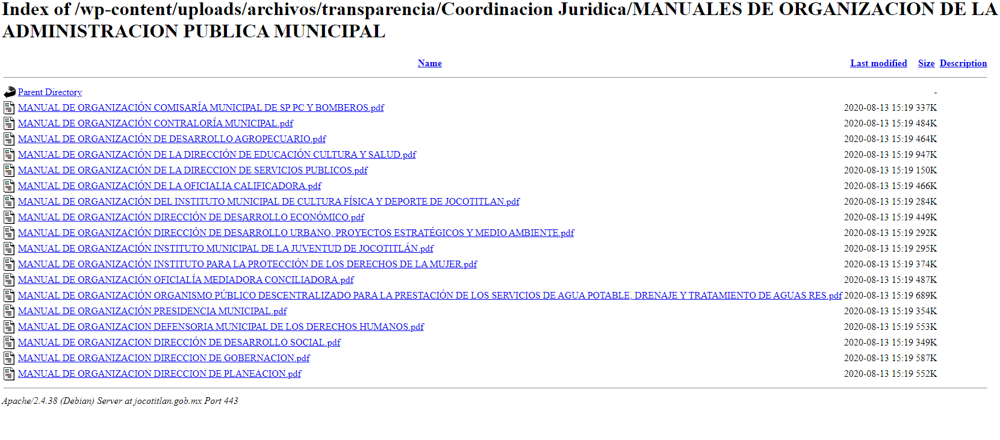 Index of /wp-content/uploads/archivos/transparencia/Coordinacion Juridica/MANUALES DE ORGANIZACION DE LA
ADMINISTRACION PUBLICA MUNICIPAL
Name Last modified Size Description
Parent Directory -
MANUAL DE ORGANIZACIÓN COMISARÍA MUNICIPAL DE SP PC Y BOMBEROS.pdf 2020-08-13 15:19 337K
MANUAL DE ORGANIZACIÓN CONTRALORÍA MUNICIPAL.pdf 2020-08-13 15:19 484K
MANUAL DE ORGANIZACIÓN DE DESARROLLO AGROPECUARIO.pdf 2020-08-13 15:19 464K
MANUAL DE ORGANIZACIÓN DE LA DIRECCIÓN DE EDUCACIÓN CULTURA Y SALUD.pdf 2020-08-13 15:19 947K
MANUAL DE ORGANIZACIÓN DE LA DIRECCION DE SERVICIOS PUBLICOS.pdf 2020-08-13 15:19 150K
MANUAL DE ORGANIZACIÓN DE LA OFICIALIA CALIFICADORA.pdf 2020-08-13 15:19 466K
MANUAL DE ORGANIZACIÓN DEL INSTITUTO MUNICIPAL DE CULTURA FÍSICA Y DEPORTE DE JOCOTITLAN.pdf 2020-08-13 15:19 284K
MANUAL DE ORGANIZACIÓN DIRECCIÓN DE DESARROLLO ECONÓMICO.pdf 2020-08-13 15:19 449K
MANUAL DE ORGANIZACIÓN DIRECCIÓN DE DESARROLLO URBANO, PROYECTOS ESTRATÉGICOS Y MEDIO AMBIENTE.pdf 2020-08-13 15:19 292K
MANUAL DE ORGANIZACIÓN INSTITUTO MUNICIPAL DE LA JUVENTUD DE JOCOTITLÁN.pdf 2020-08-13 15:19 295K
MANUAL DE ORGANIZACIÓN INSTITUTO PARA LA PROTECCIÓN DE LOS DERECHOS DE LA MUJER.pdf 2020-08-13 15:19 374K
MANUAL DE ORGANIZACIÓN OFICIALÍA MEDIADORA CONCILIADORA.pdf 2020-08-13 15:19 487K
MANUAL DE ORGANIZACIÓN ORGANISMO PÚBLICO DESCENTRALIZADO PARA LA PRESTACIÓN DE LOS SERVICIOS DE AGUA POTABLE, DRENAJE Y TRATAMIENTO DE AGUAS RES.pdf 2020-08-13 15:19 689K
MANUAL DE ORGANIZACIÓN PRESIDENCIA MUNICIPAL.pdf 2020-08-13 15:19 354K
MANUAL DE ORGANIZACION DEFENSORIA MUNICIPAL DE LOS DERECHOS HUMANOS.pdf 2020-08-13 15:19 553K
MANUAL DE ORGANIZACION DIRECCIÓN DE DESARROLLO SOCIAL.pdf 2020-08-13 15:19 349K
MANUAL DE ORGANIZACION DIRECCION DE GOBERNACION.pdf 2020-08-13 15:19 587K
MANUAL DE ORGANIZACION DIRECCION DE PLANEACION.pdf 2020-08-13 15:19 552K
Apache/2.4.38 (Debian) Server at jocotitlan.gob.mx Port 443